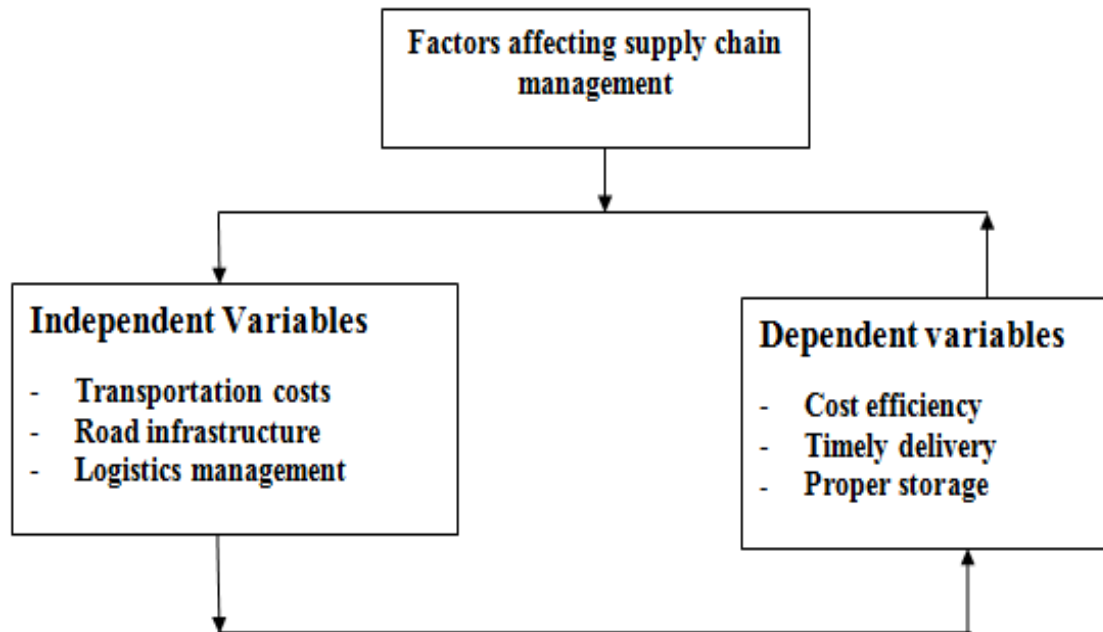 Factors affecting supply chain
management
Independent Variables
- Transportation costs
- Road infrastructure
- Logistics management
Dependent variables
- Cost efficiency
- Timely delivery
- Proper storage